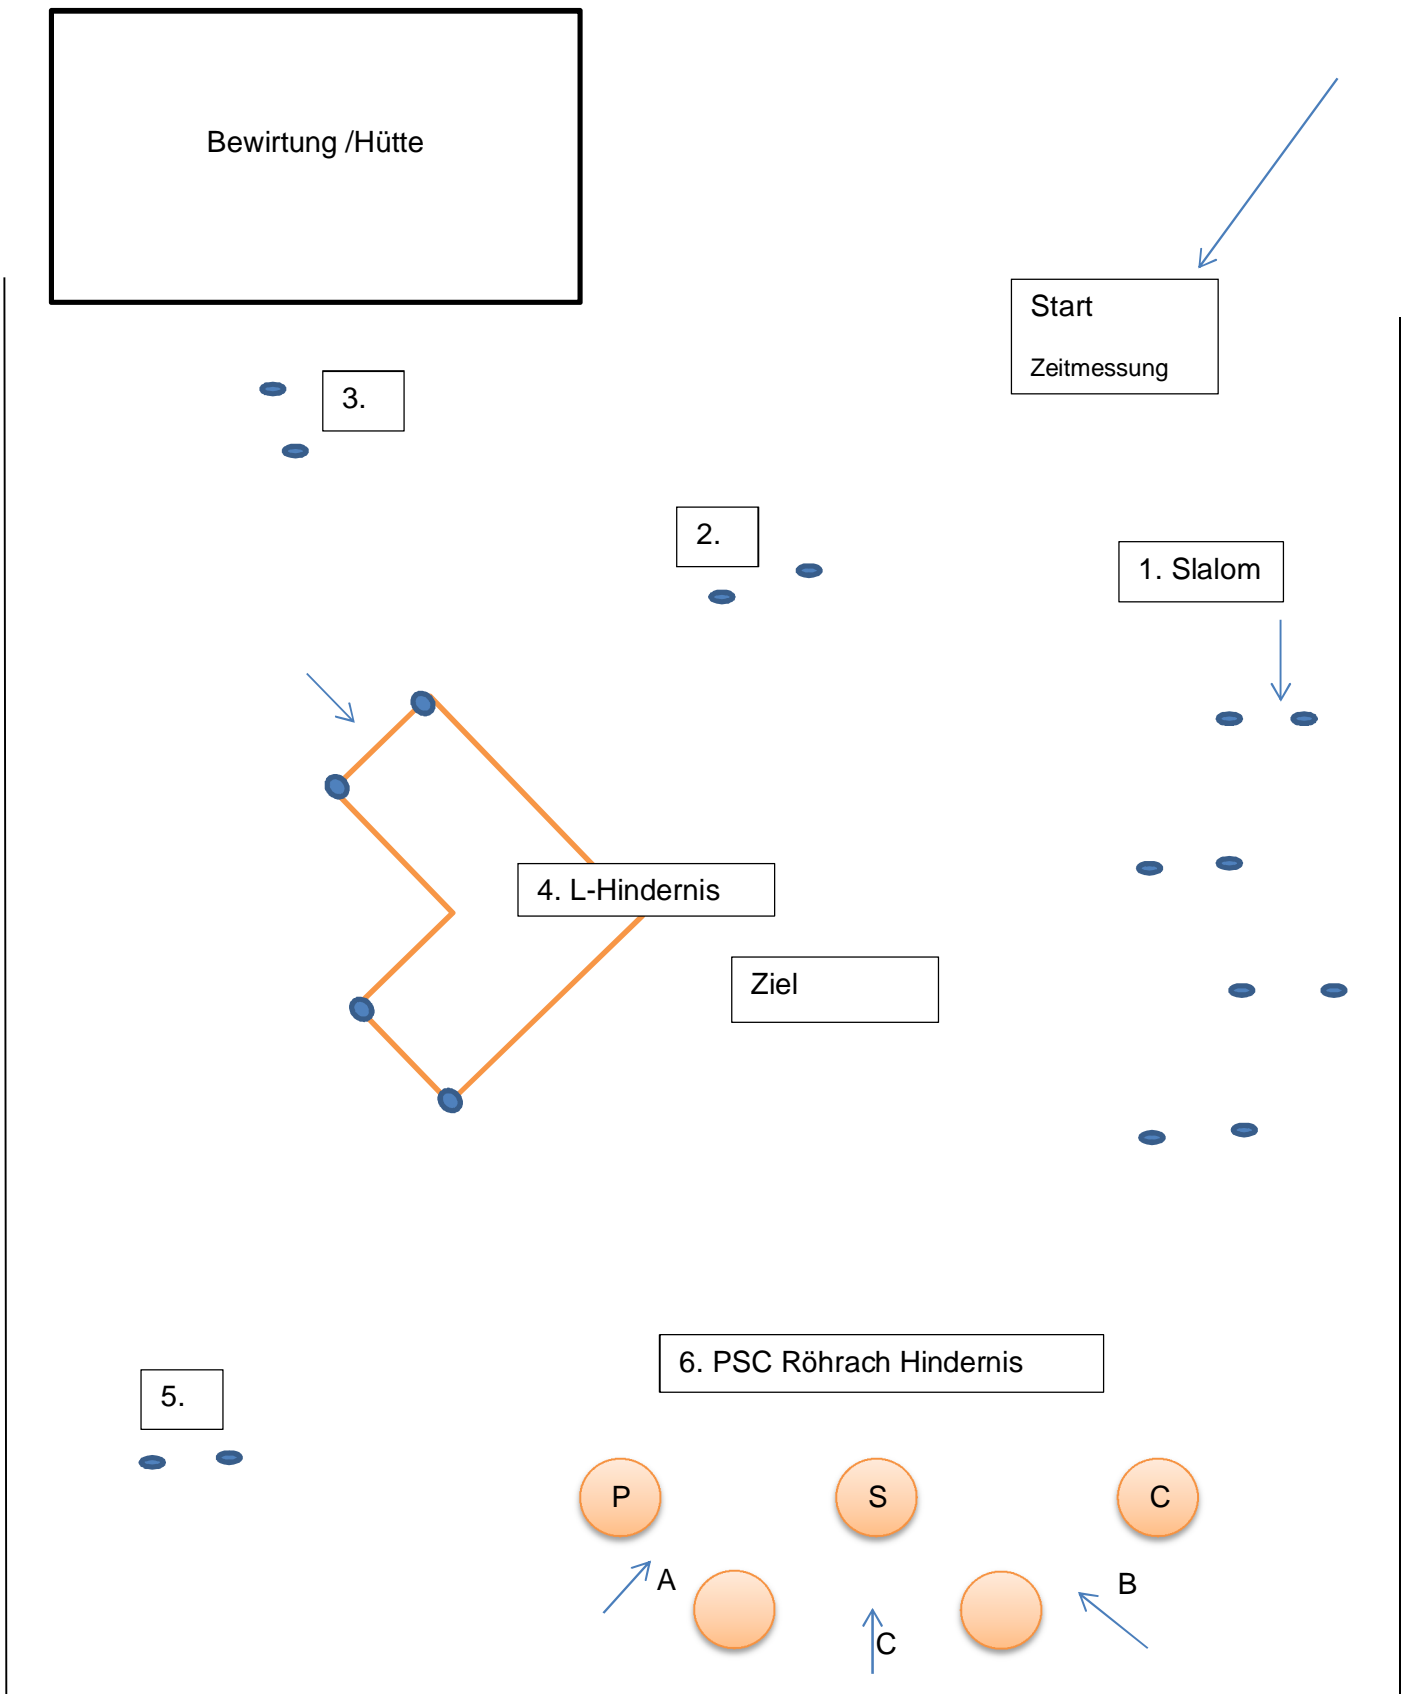 Bewirtung /Hütte
Start
Zeitmessung
3.
2.
1. Slalom
4. L-Hindernis
Ziel
6. PSC Röhrach Hindernis
5.
P
S
C
A
B
C